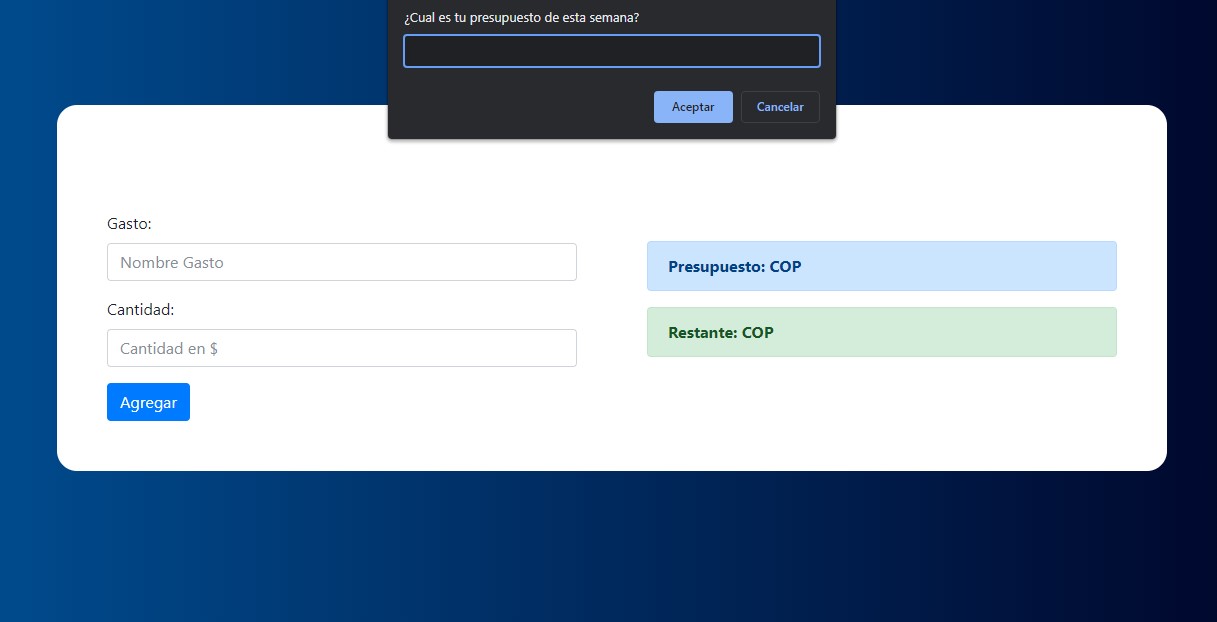 ¿Cual es tu presupuesto de esta semana?
Aceptar
Cancelar
Gasto:
Nombre Gasto
Cantidad:
Cantidad en $
Agregar
Presupuesto: COP
Restante: COP